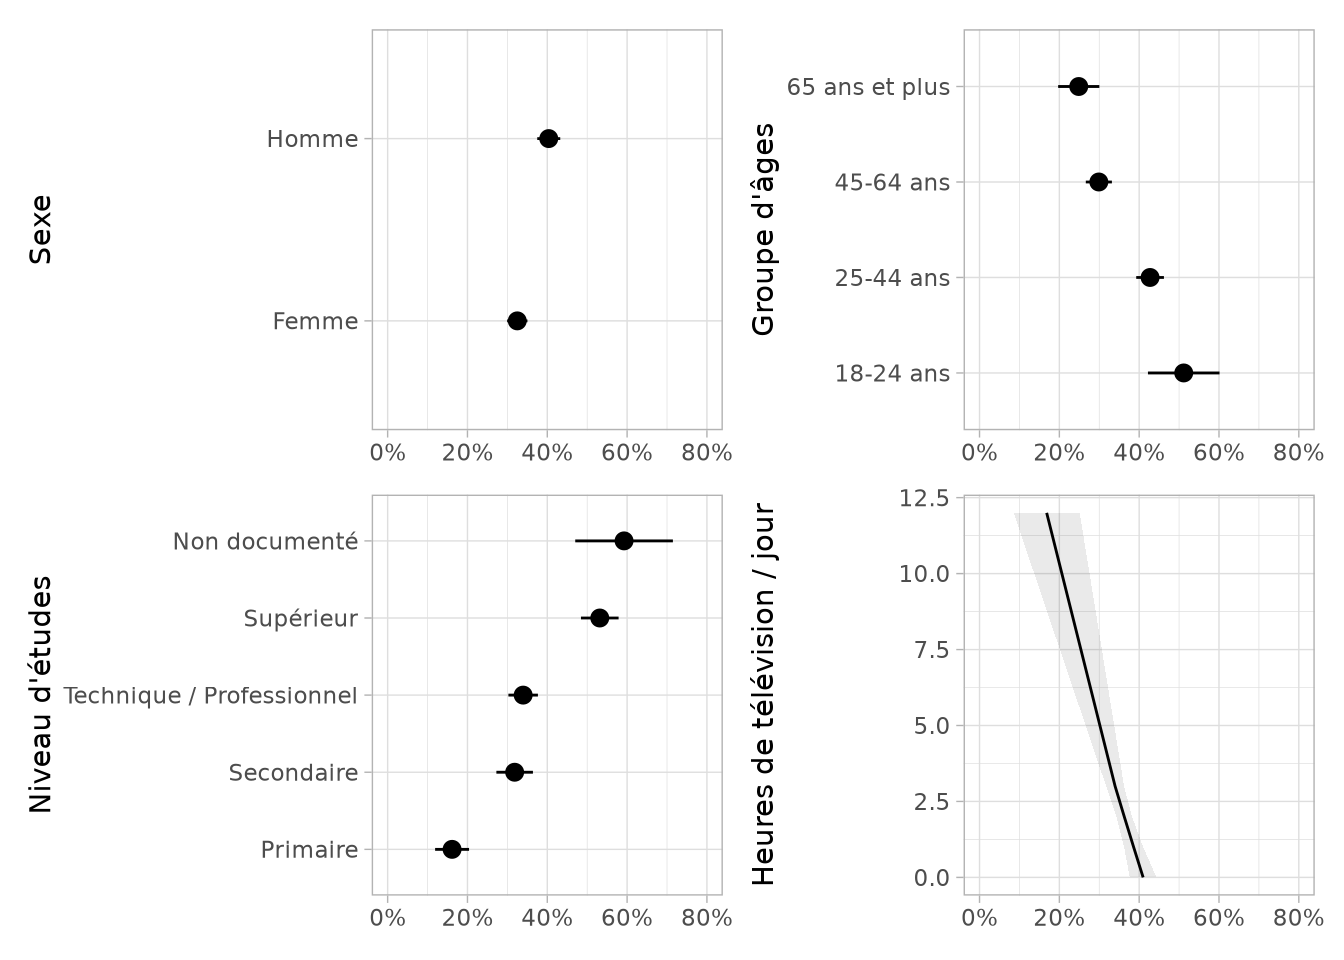 Sexe
Homme
Femme
0% 20% 40% 60% 80%
Groupe d'âges
65 ans et plus
45-64 ans
25-44 ans
18-24 ans
0% 20% 40% 60% 80%
Niveau d'études
Non documenté
Supérieur
Technique / Professionnel
Secondaire
Primaire
0% 20% 40% 60% 80%
Heures de télévision / jour
12.5
10.0
7.5
5.0
2.5
0.0
0% 20% 40% 60% 80%